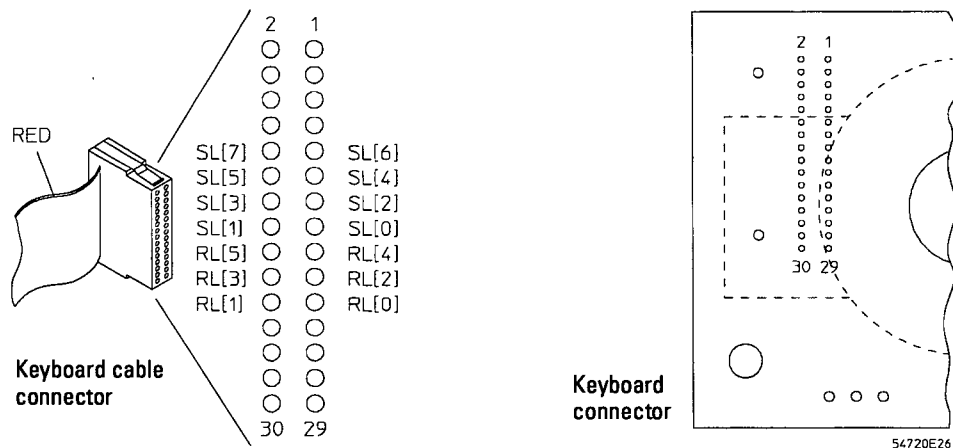 2 1
RED
SL[7] SL[6]
SL[5] SL[4]
SL[3] SL[2]
SL[1] SL[0]
RL[5] RL[4]
RL[3] RL[2]
RL[1] RL[0]
30 29
Keyboard cable
connector
2 1
30 29
Keyboard
connector
54720E26